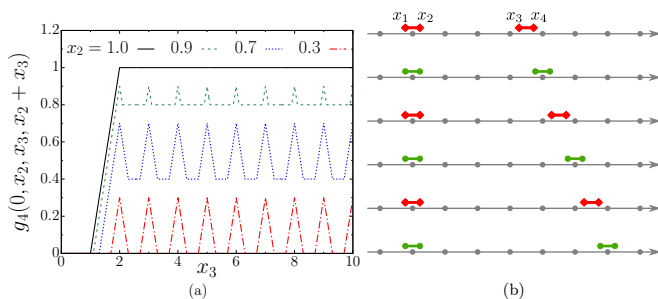 g₄(0, x₂, x₃, x₂ + x₃)
1.2
1
0.8
0.6
0.4
0.2
0
x₂ = 1.0 0.9 0.7 0.3
0 2 4 6 8 10
x₃
(a)
x₁ x₂ x₃ x₄
(b)